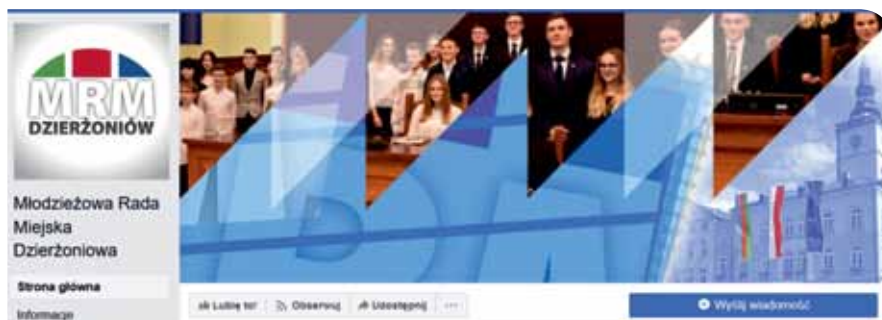 MRM
DZIERŻONIÓW
Młodzieżowa Rada
Miejska
Dzierżoniowa
Strona główna
Informacje
Lubię to!
Obserwuj
Udostępnij
Wyślij wiadomość